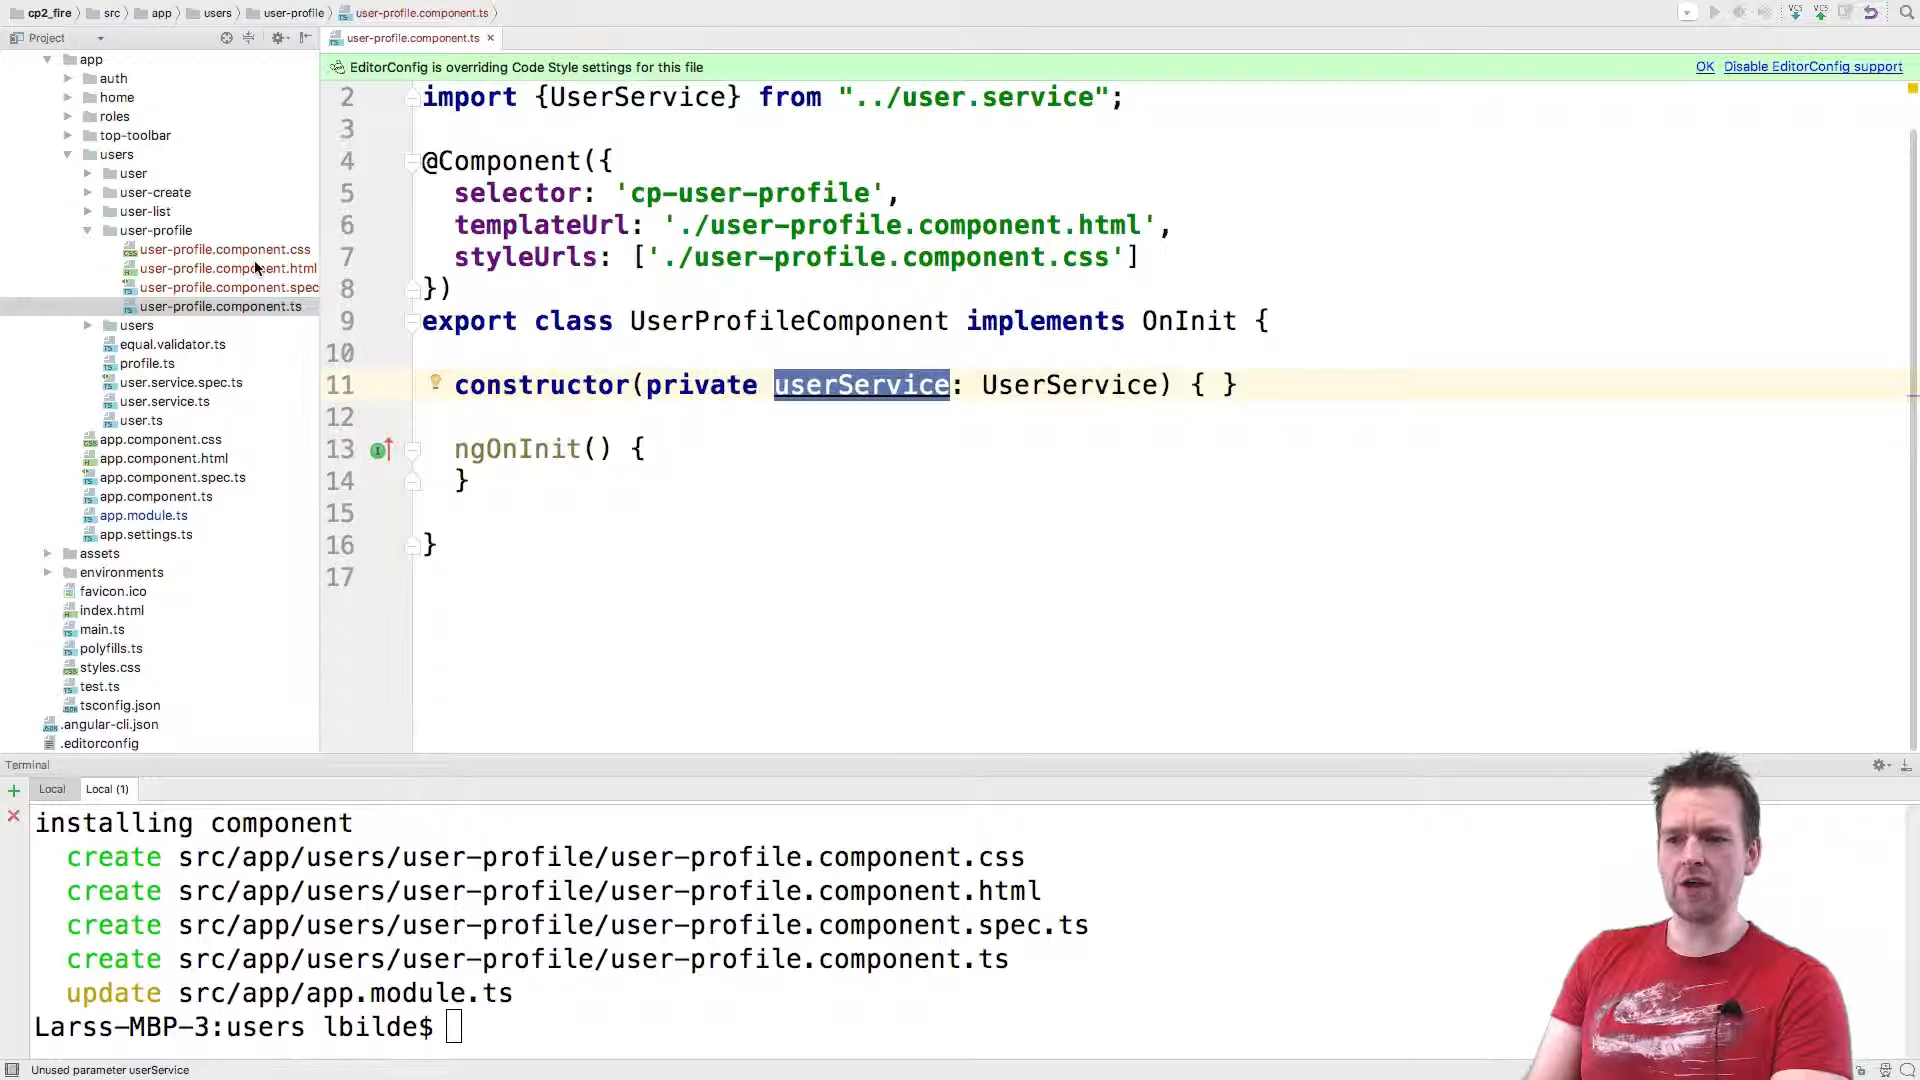 cp2_fire
src
app
users
user-profile
user-profile.component.ts
VCS
VCS
Project
user-profile.component.ts
EditorConfig is overriding Code Style settings for this file
OK
Disable EditorConfig support
app
auth
home
roles
top-toolbar
users
user
user-create
user-list
user-profile
user-profile.component.css
user-profile.component.html
user-profile.component.spec
user-profile.component.ts
users
equal.validator.ts
profile.ts
user.service.spec.ts
user.service.ts
user.ts
app.component.css
app.component.html
app.component.spec.ts
app.component.ts
app.module.ts
app.settings.ts
assets
environments
favicon.ico
index.html
main.ts
polyfills.ts
styles.css
test.ts
tsconfig.json
.angular-cli.json
.editorconfig
2 import {UserService} from "../user.service";
3
4 @Component({
5 selector: 'cp-user-profile',
6 templateUrl: './user-profile.component.html',
7 styleUrls: ['./user-profile.component.css']
8 })
9 export class UserProfileComponent implements OnInit {
10
11 constructor(private userService: UserService) { }
12
13 ngOnInit() {
14 }
15
16 }
17
Terminal
Local
Local (1)
installing component
create src/app/users/user-profile/user-profile.component.css
create src/app/users/user-profile/user-profile.component.html
create src/app/users/user-profile/user-profile.component.spec.ts
create src/app/users/user-profile/user-profile.component.ts
update src/app/app.module.ts
Larss-MBP-3:users lbilde$
Unused parameter userService